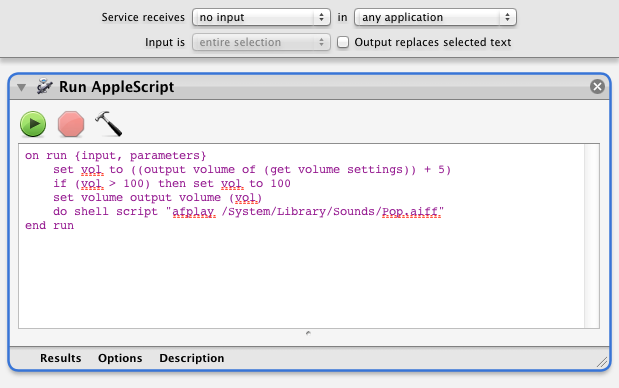 Service receives no input in any application
Input is entire selection Output replaces selected text
Run AppleScript
on run {input, parameters}
    set vol to ((output volume of (get volume settings)) + 5)
    if (vol > 100) then set vol to 100
    set volume output volume (vol)
    do shell script "afplay /System/Library/Sounds/Pop.aiff"
end run
Results Options Description